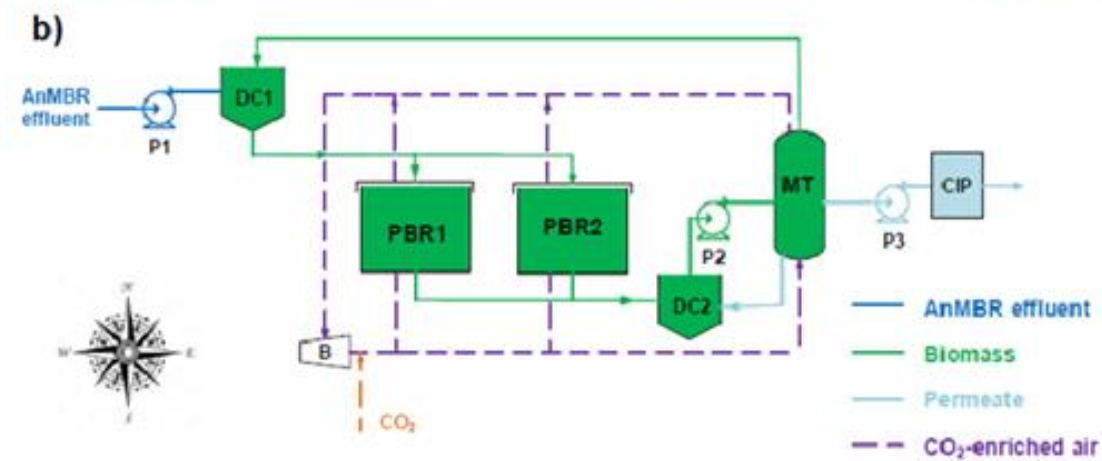 b)
AnMBR
effluent
P1
DC1
PBR1
PBR2
P2
DC2
MT
P3
CIP
B
CO₂
W
E
AnMBR effluent
Biomass
Permeate
CO₂-enriched air